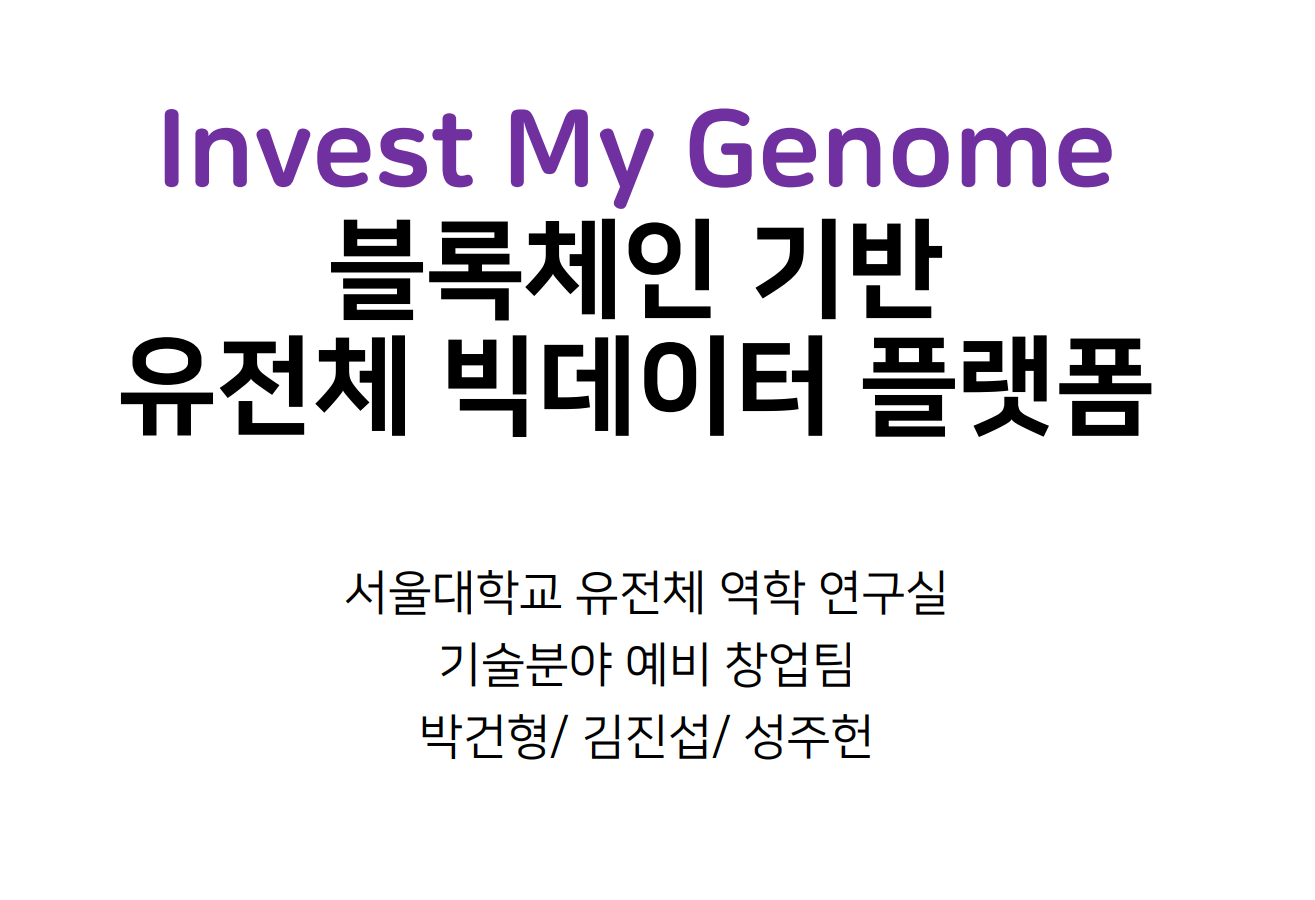 Invest My Genome
블록체인 기반
유전체 빅데이터 플랫폼
서울대학교 유전체 역학 연구실
기술분야 예비 창업팀
박건형/ 김진섭/ 성주헌